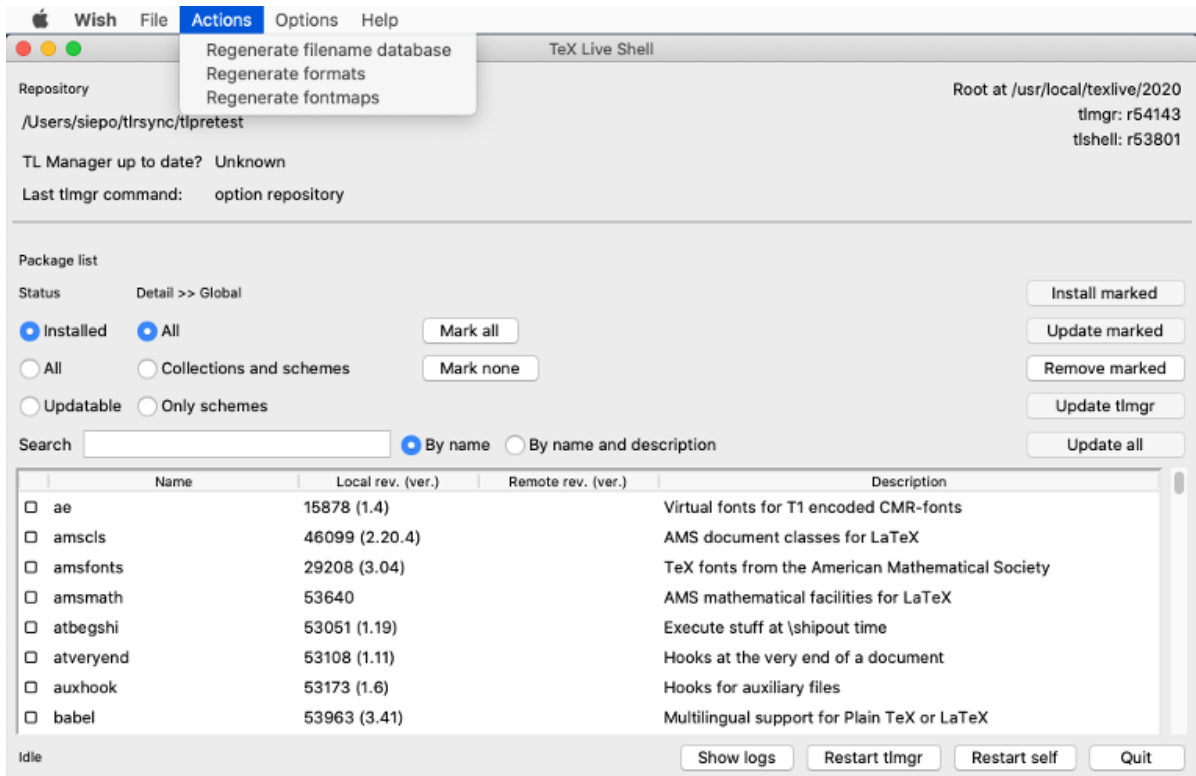 Wish File Actions Options Help
Regenerate filename database
Regenerate formats
Regenerate fontmaps
TeX Live Shell
Repository
Root at /usr/local/texlive/2020
/Users/siepo/tlrsync/tlpretest
tlmgr: r54143
tlshell: r53801
TL Manager up to date? Unknown
Last tlmgr command: option repository
Package list
Status Detail >> Global
Install marked
Installed All Mark all Update marked
All Collections and schemes Mark none Remove marked
Updatable Only schemes Update tlmgr
Search By name By name and description Update all
Name Local rev. (ver.) Remote rev. (ver.) Description
ae 15878 (1.4) Virtual fonts for T1 encoded CMR-fonts
amscls 46099 (2.20.4) AMS document classes for LaTeX
amsfonts 29208 (3.04) TeX fonts from the American Mathematical Society
amsmath 53640 AMS mathematical facilities for LaTeX
atbegshi 53051 (1.19) Execute stuff at \shipout time
atveryend 53108 (1.11) Hooks at the very end of a document
auxhook 53173 (1.6) Hooks for auxiliary files
babel 53963 (3.41) Multilingual support for Plain TeX or LaTeX
Idle Show logs Restart tlmgr Restart self Quit